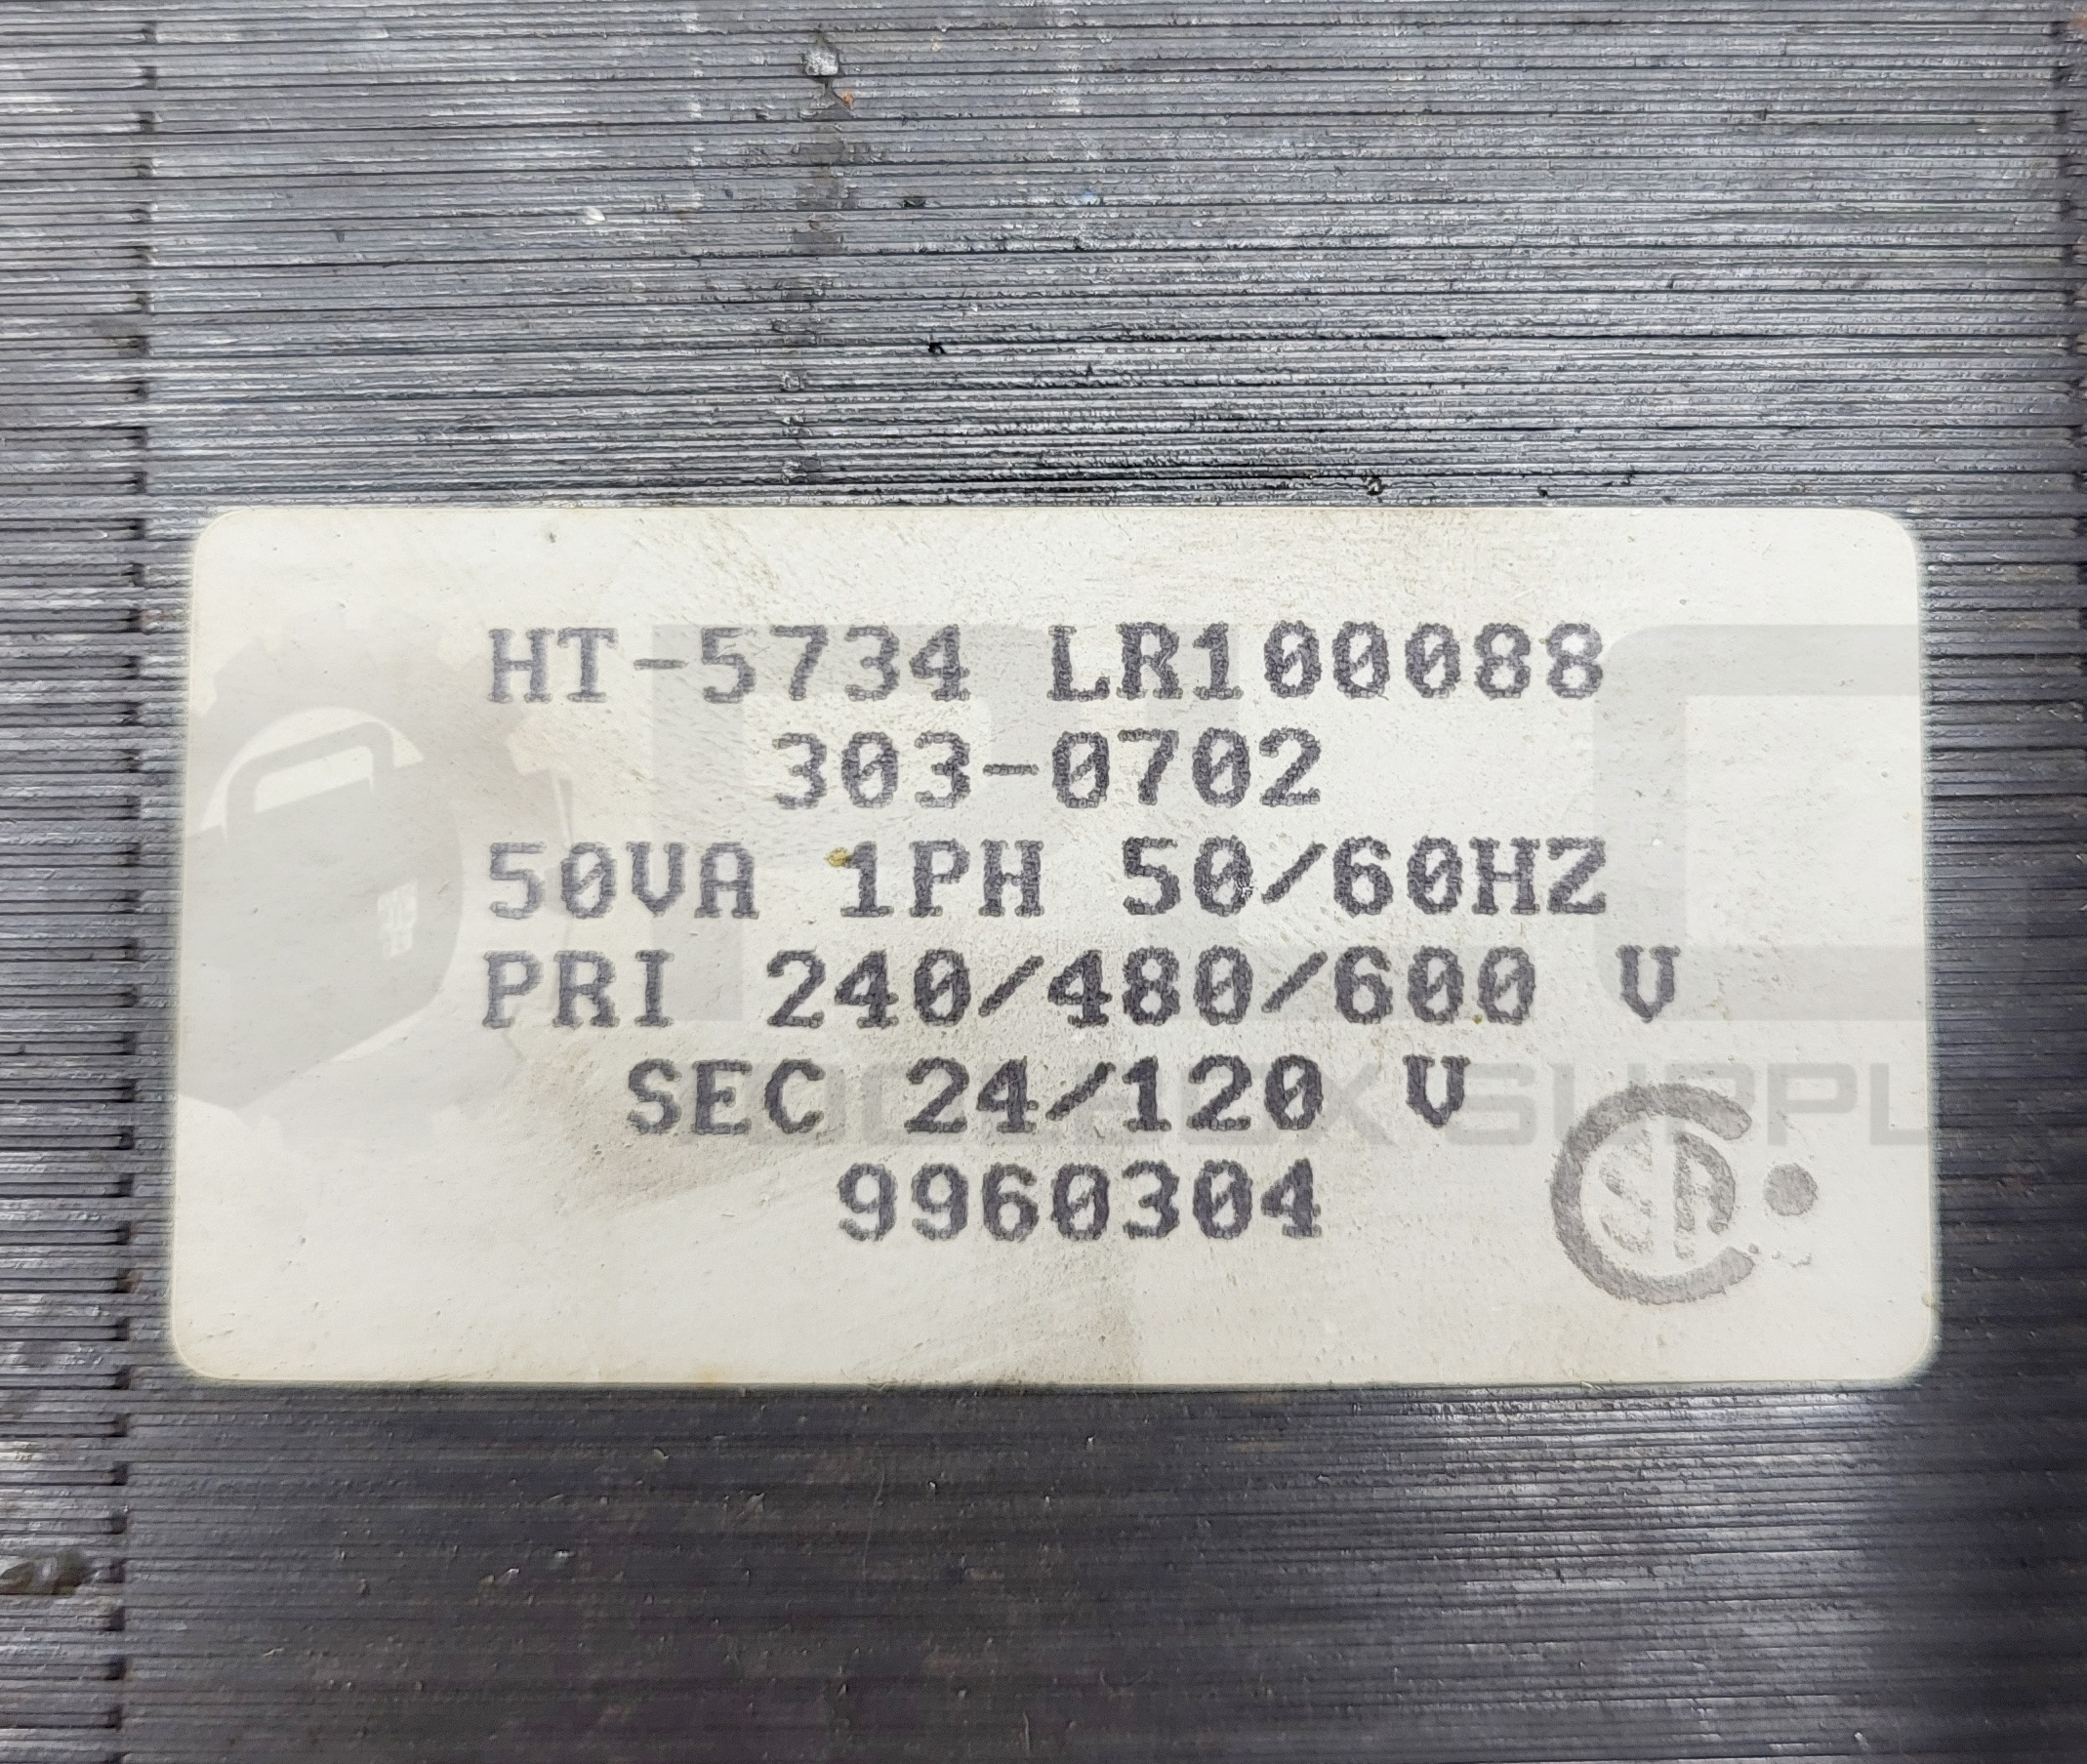 HT-5734 LR100088
303-0702
50VA 1PH 50/60HZ
PRI 240/480/600 V
SEC 24/120 V
9960304